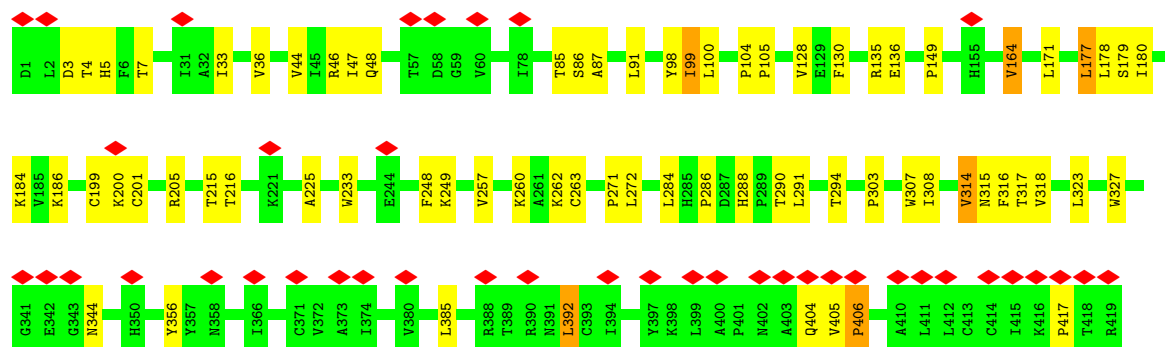 D1 L2 D3 T4 H5 F6 T7 I31 A32 I33 V36 V44 I45 R46 I47 Q48 T57 D58 G59 V60 I78 T85 S86 A87 L91 Y98 I99 L100 P104 P105 V128 E129 F130 R135 E136 P149 H155 V164 L171 L177 L178 S179 I180
K184 V185 K186 C199 K200 C201 R205 T215 T216 K221 A225 W233 E244 F248 K249 V257 K260 A261 K262 C263 P271 L272 L284 H285 P286 D287 H288 P289 T290 L291 T294 P303 W307 I308 V314 N315 F316 T317 V318 L323 W327
G341 E342 G343 N344 H350 Y356 Y357 N358 I366 C371 V372 A373 I374 V380 L385 R388 T389 R390 N391 L392 C393 I394 Y397 K398 L399 A400 P401 N402 A403 Q404 V405 P406 A410 L411 L412 C413 C414 I415 K416 P417 T418 R419